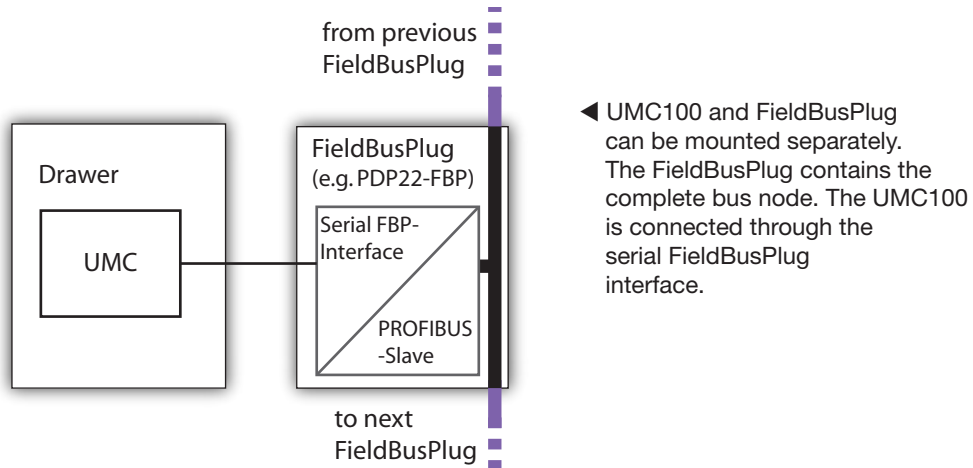 from previous
FieldBusPlug
Drawer
UMC
FieldBusPlug
(e.g. PDP22-FBP)
Serial FBP-
Interface
PROFIBUS
-Slave
to next
FieldBusPlug
◀ UMC100 and FieldBusPlug
can be mounted separately.
The FieldBusPlug contains the
complete bus node. The UMC100
is connected through the
serial FieldBusPlug
interface.